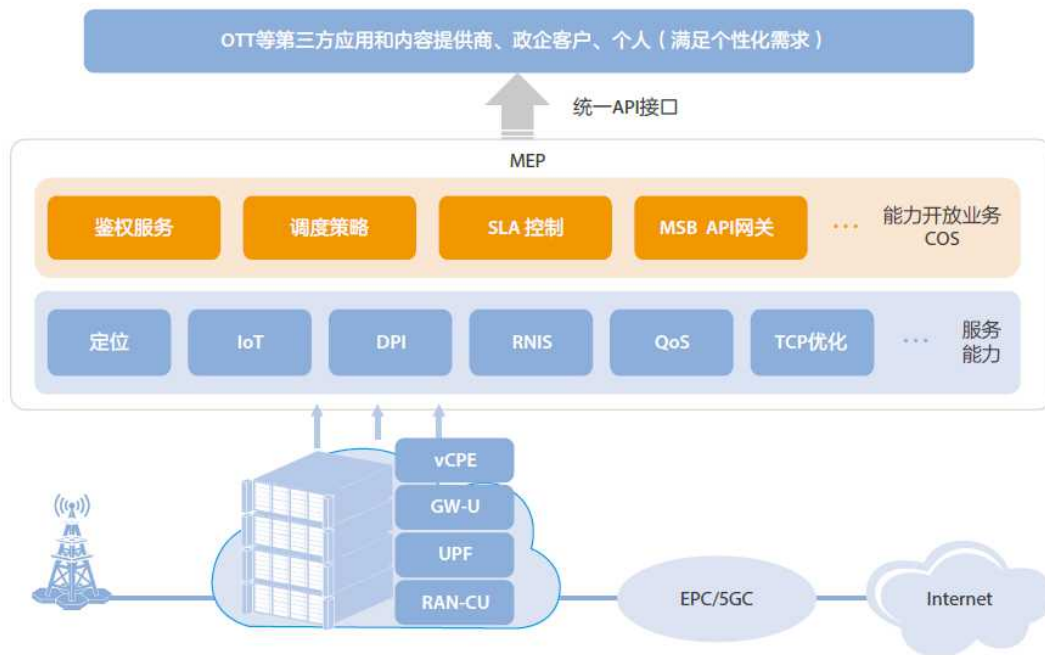 OTT等第三方应用和内容提供商、政企客户、个人（满足个性化需求）
统一API接口
MEP
鉴权服务
调度策略
SLA 控制
MSB API网关
···
能力开放业务
COS
定位
IoT
DPI
RNIS
QoS
TCP优化
···
服务
能力
vCPE
GW-U
UPF
RAN-CU
EPC/5GC
Internet